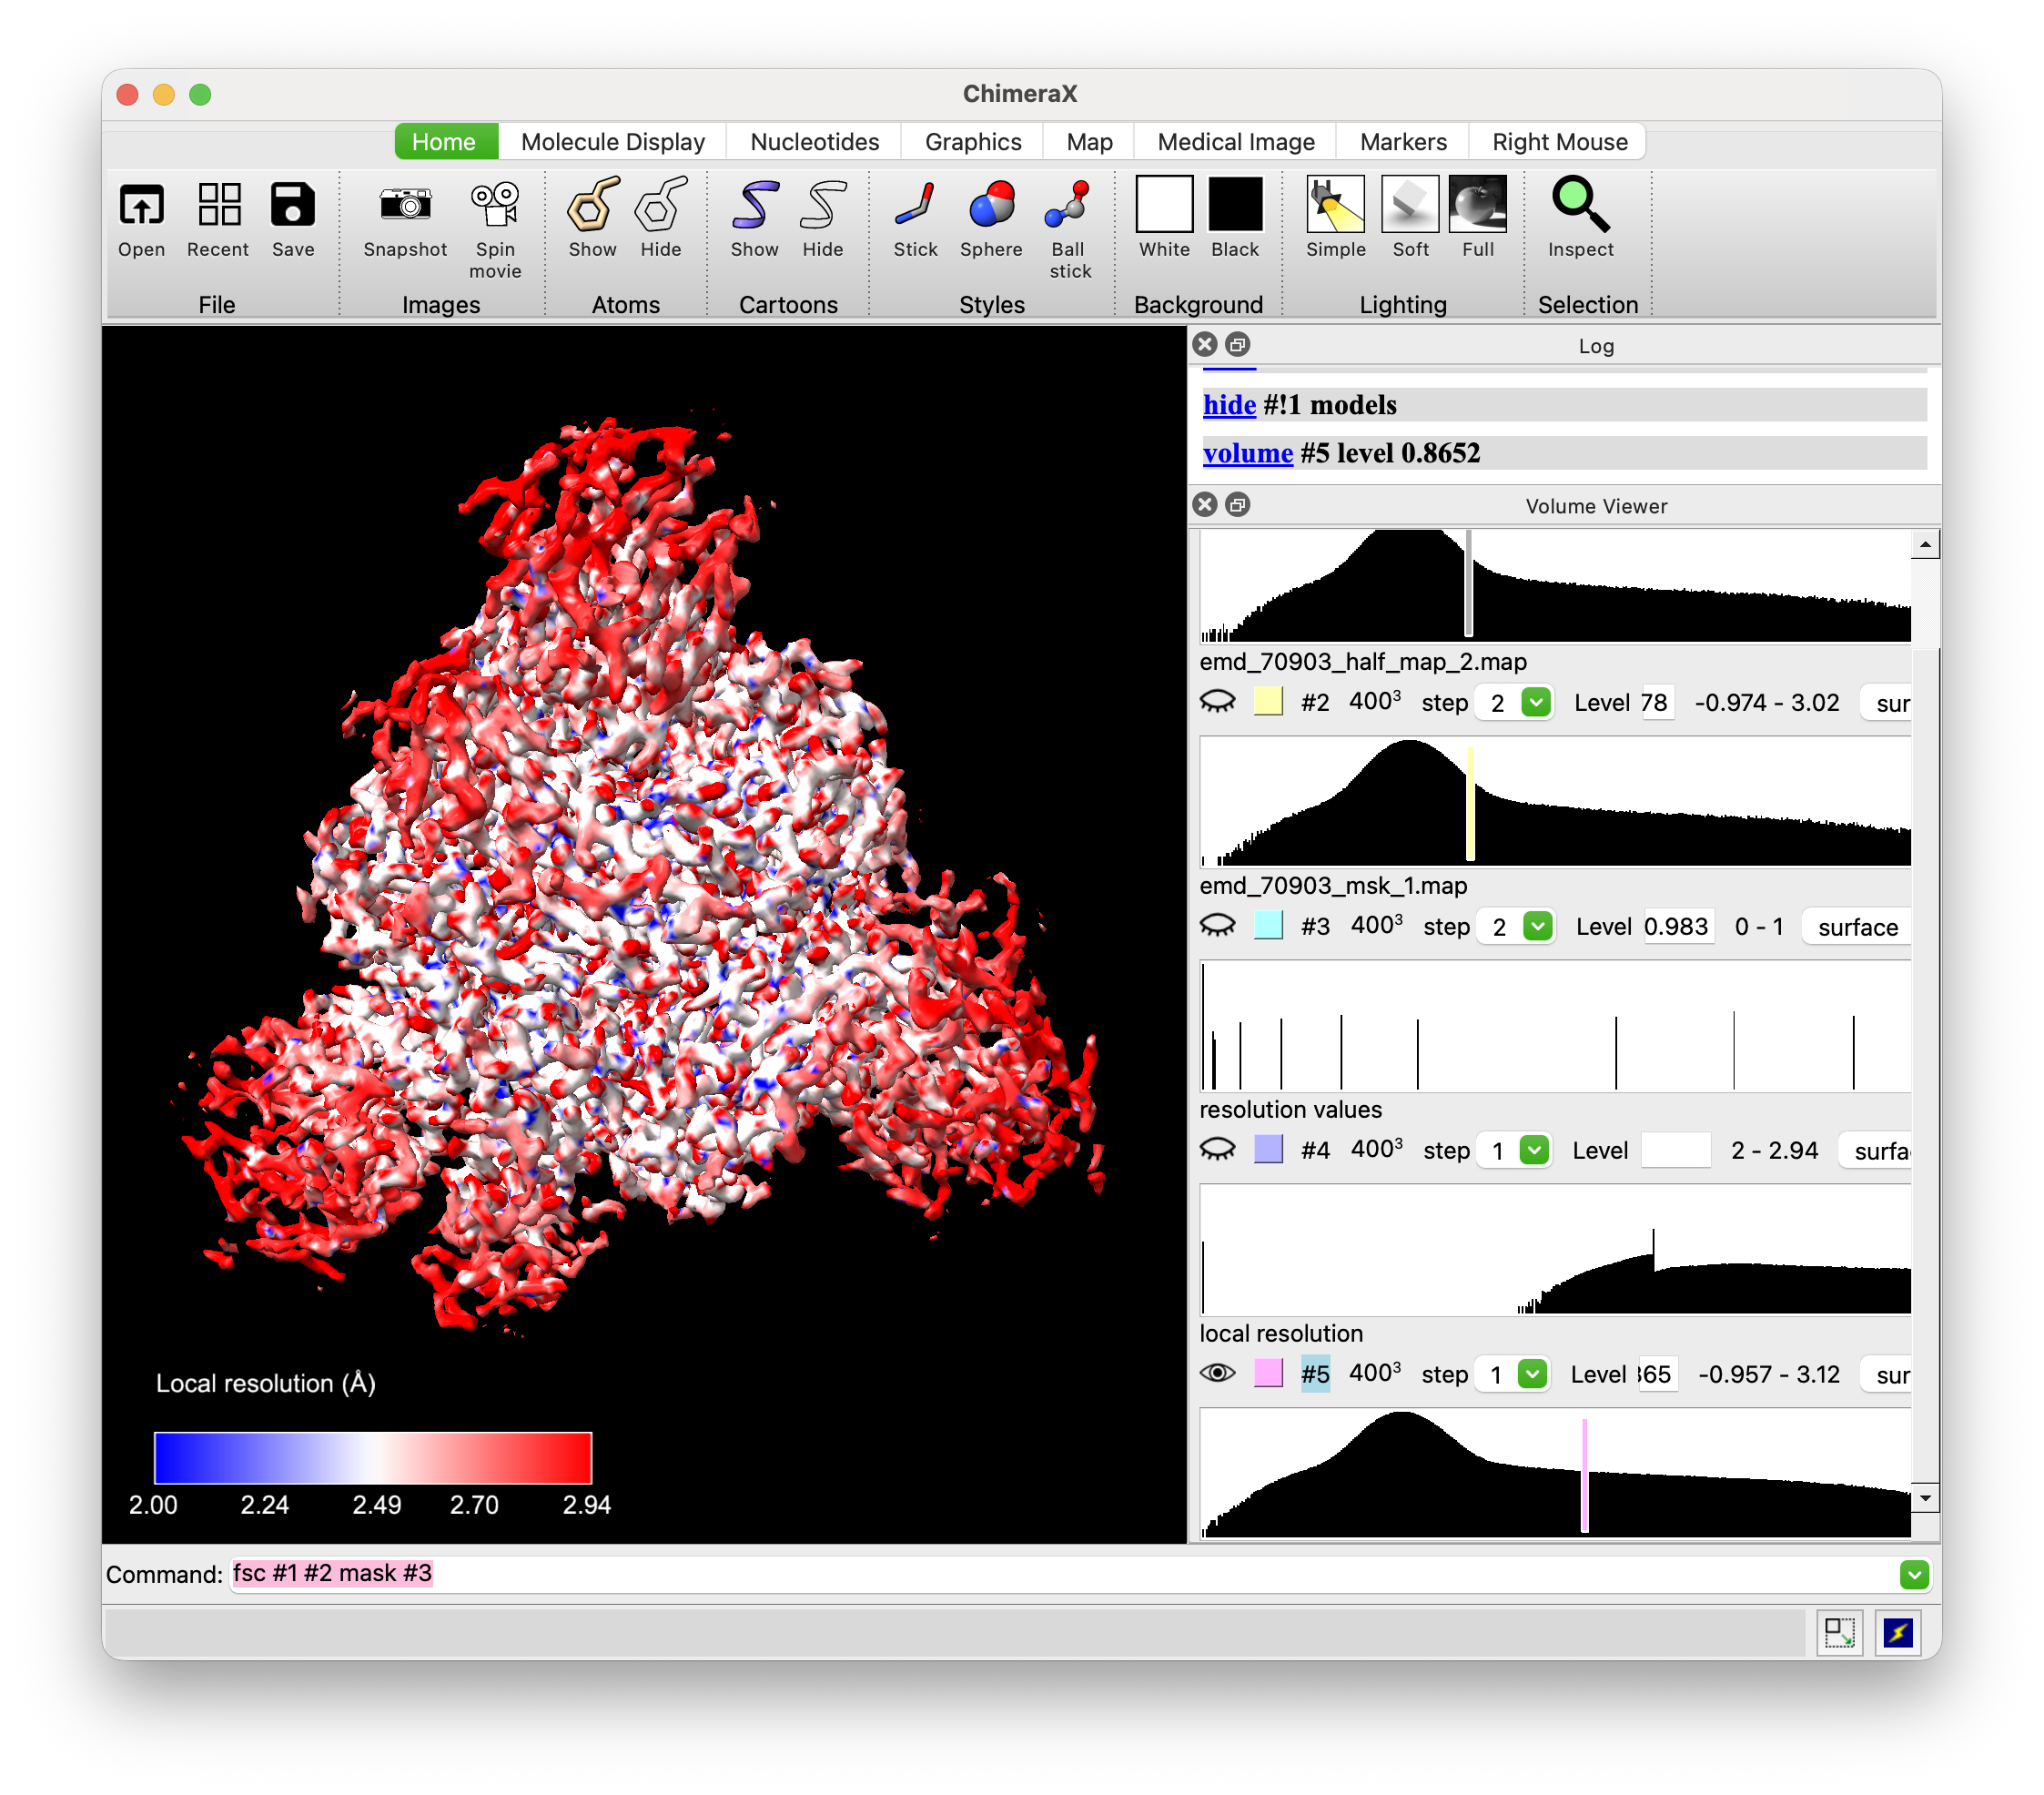 ChimeraX
Home Molecule Display Nucleotides Graphics Map Medical Image Markers Right Mouse
Open Recent Save Snapshot Spin movie Show Hide Show Hide Stick Sphere Ball stick White Black Simple Soft Full Inspect
File Images Atoms Cartoons Styles Background Lighting Selection
Log
hide #!1 models
volume #5 level 0.8652
Volume Viewer
emd_70903_half_map_2.map
#2 400³ step 2 Level 78 -0.974 - 3.02 sur
emd_70903_msk_1.map
#3 400³ step 2 Level 0.983 0 - 1 surface
resolution values
#4 400³ step 1 Level 2 - 2.94 surfa
local resolution
#5 400³ step 1 Level 365 -0.957 - 3.12 sur
Local resolution (Å)
2.00 2.24 2.49 2.70 2.94
Command: fsc #1 #2 mask #3